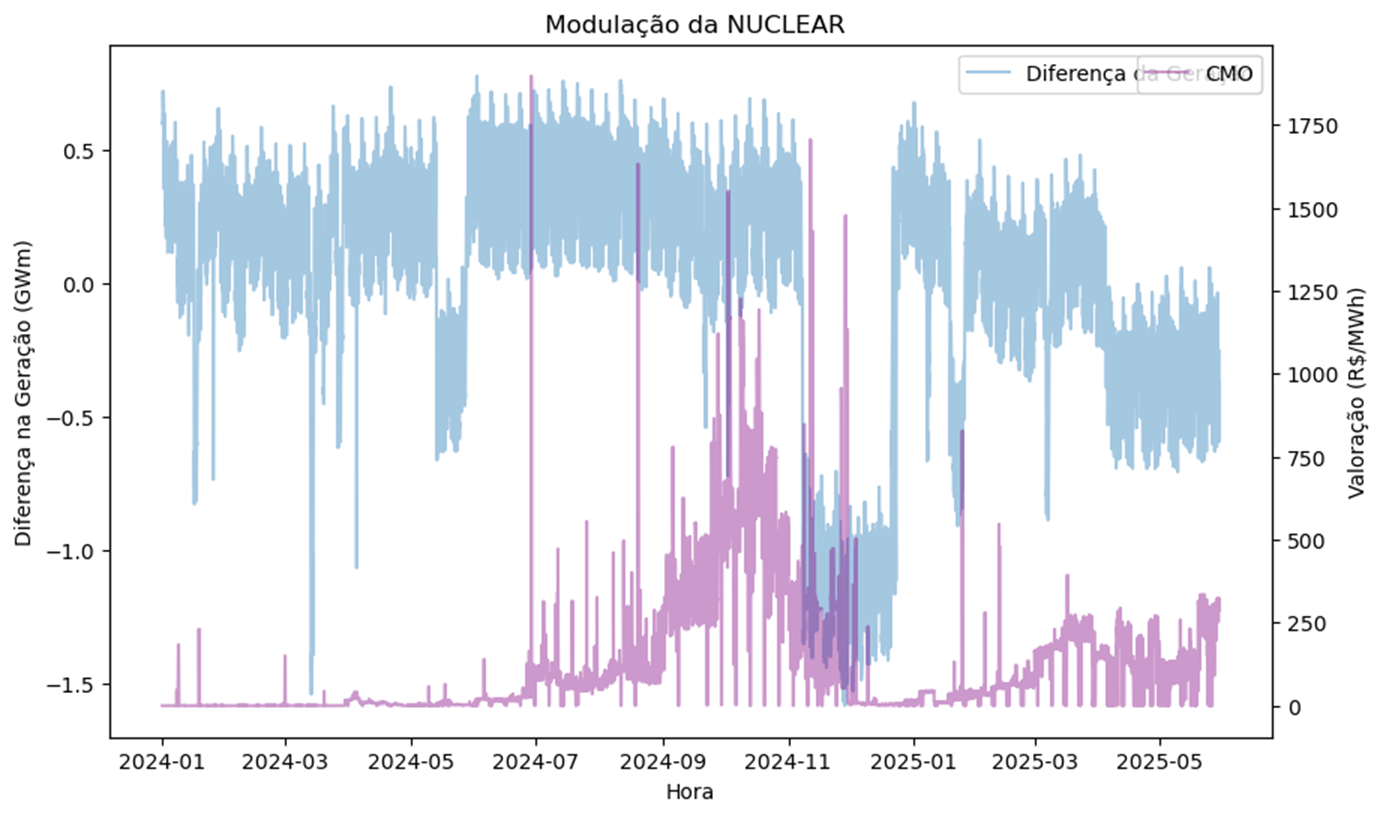 Modulação da NUCLEAR
Diferença da Geração
CMO
Diferença na Geração (GWm)
0.5
0.0
−0.5
−1.0
−1.5
Valoração (R$/MWh)
1750
1500
1250
1000
750
500
250
0
2024-01 2024-03 2024-05 2024-07 2024-09 2024-11 2025-01 2025-03 2025-05
Hora